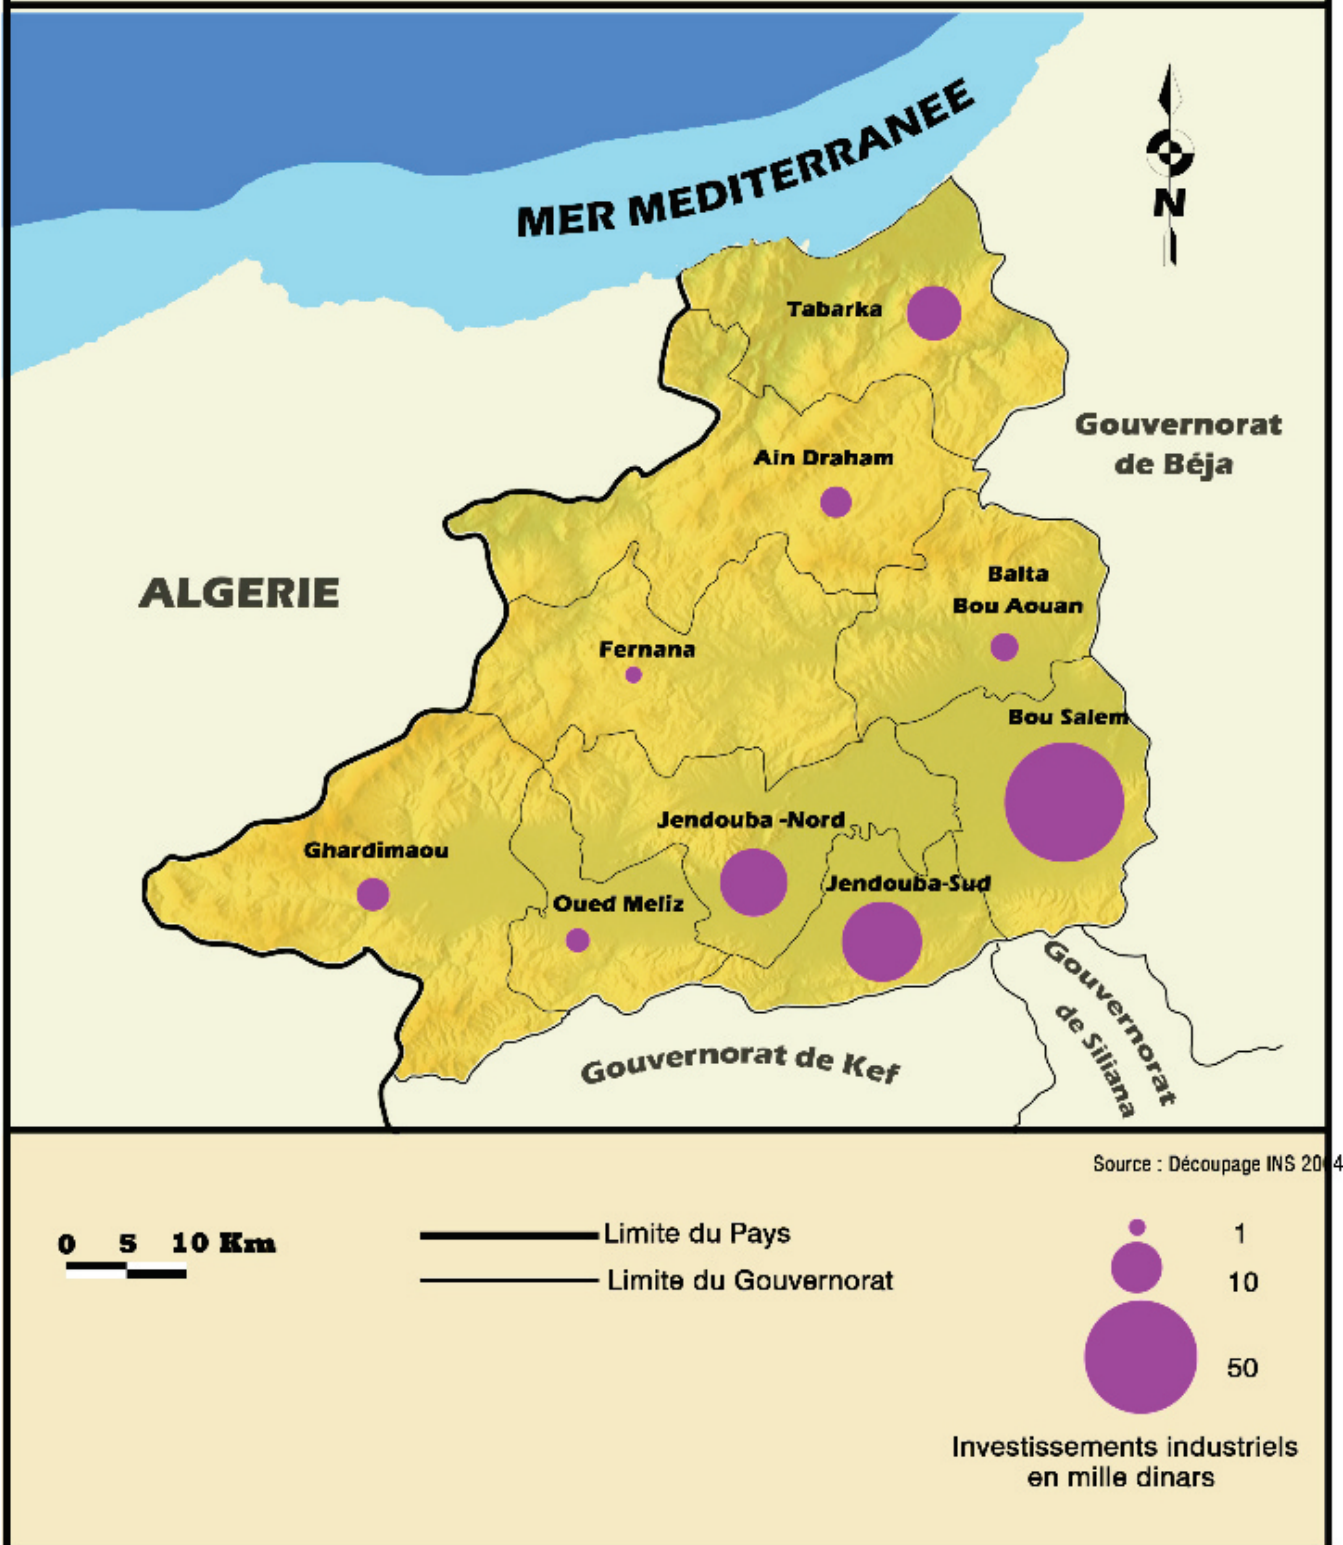 MER MEDITERRANEE
N
Tabarka
Gouvernorat
de Béja
Ain Draham
ALGERIE
Balta
Bou Aouan
Fernana
Bou Salem
Jendouba -Nord
Ghardimaou
Jendouba-Sud
Oued Meliz
Gouvernorat de Kef
Gouvernorat
de Siliana
Source : Découpage INS 2004
0 5 10 Km
Limite du Pays
Limite du Gouvernorat
1
10
50
Investissements industriels
en mille dinars